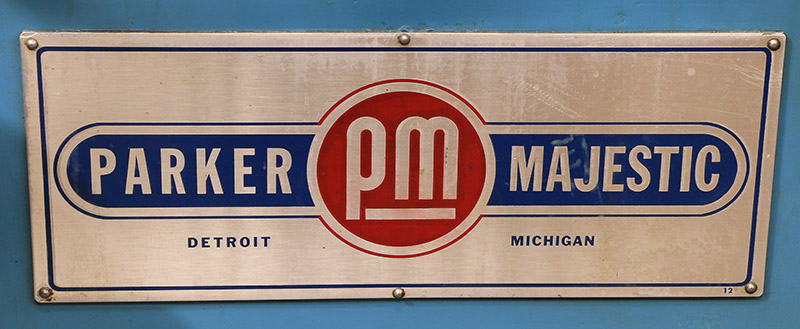 PARKER pm MAJESTIC
DETROIT MICHIGAN
12